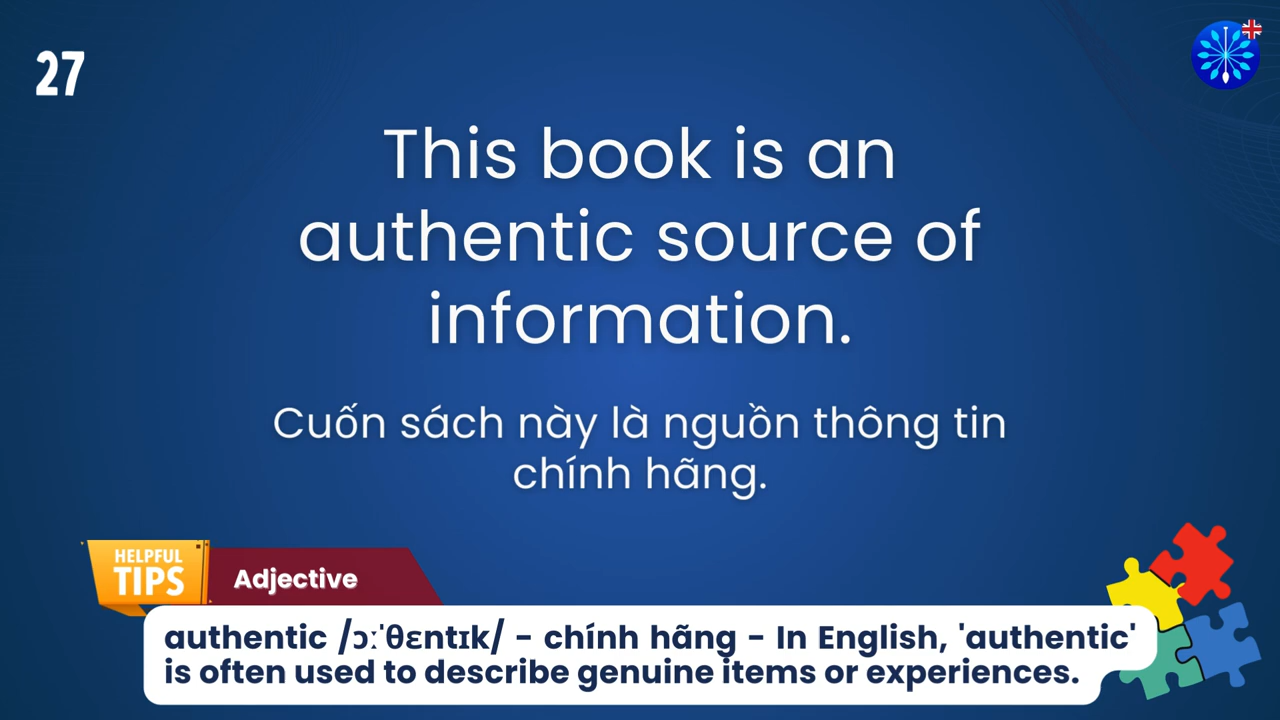 27
This book is an
authentic source of
information.
Cuốn sách này là nguồn thông tin
chính hãng.
HELPFUL
TIPS
Adjective
authentic /ɔːˈθɛntɪk/ - chính hãng - In English, 'authentic'
is often used to describe genuine items or experiences.